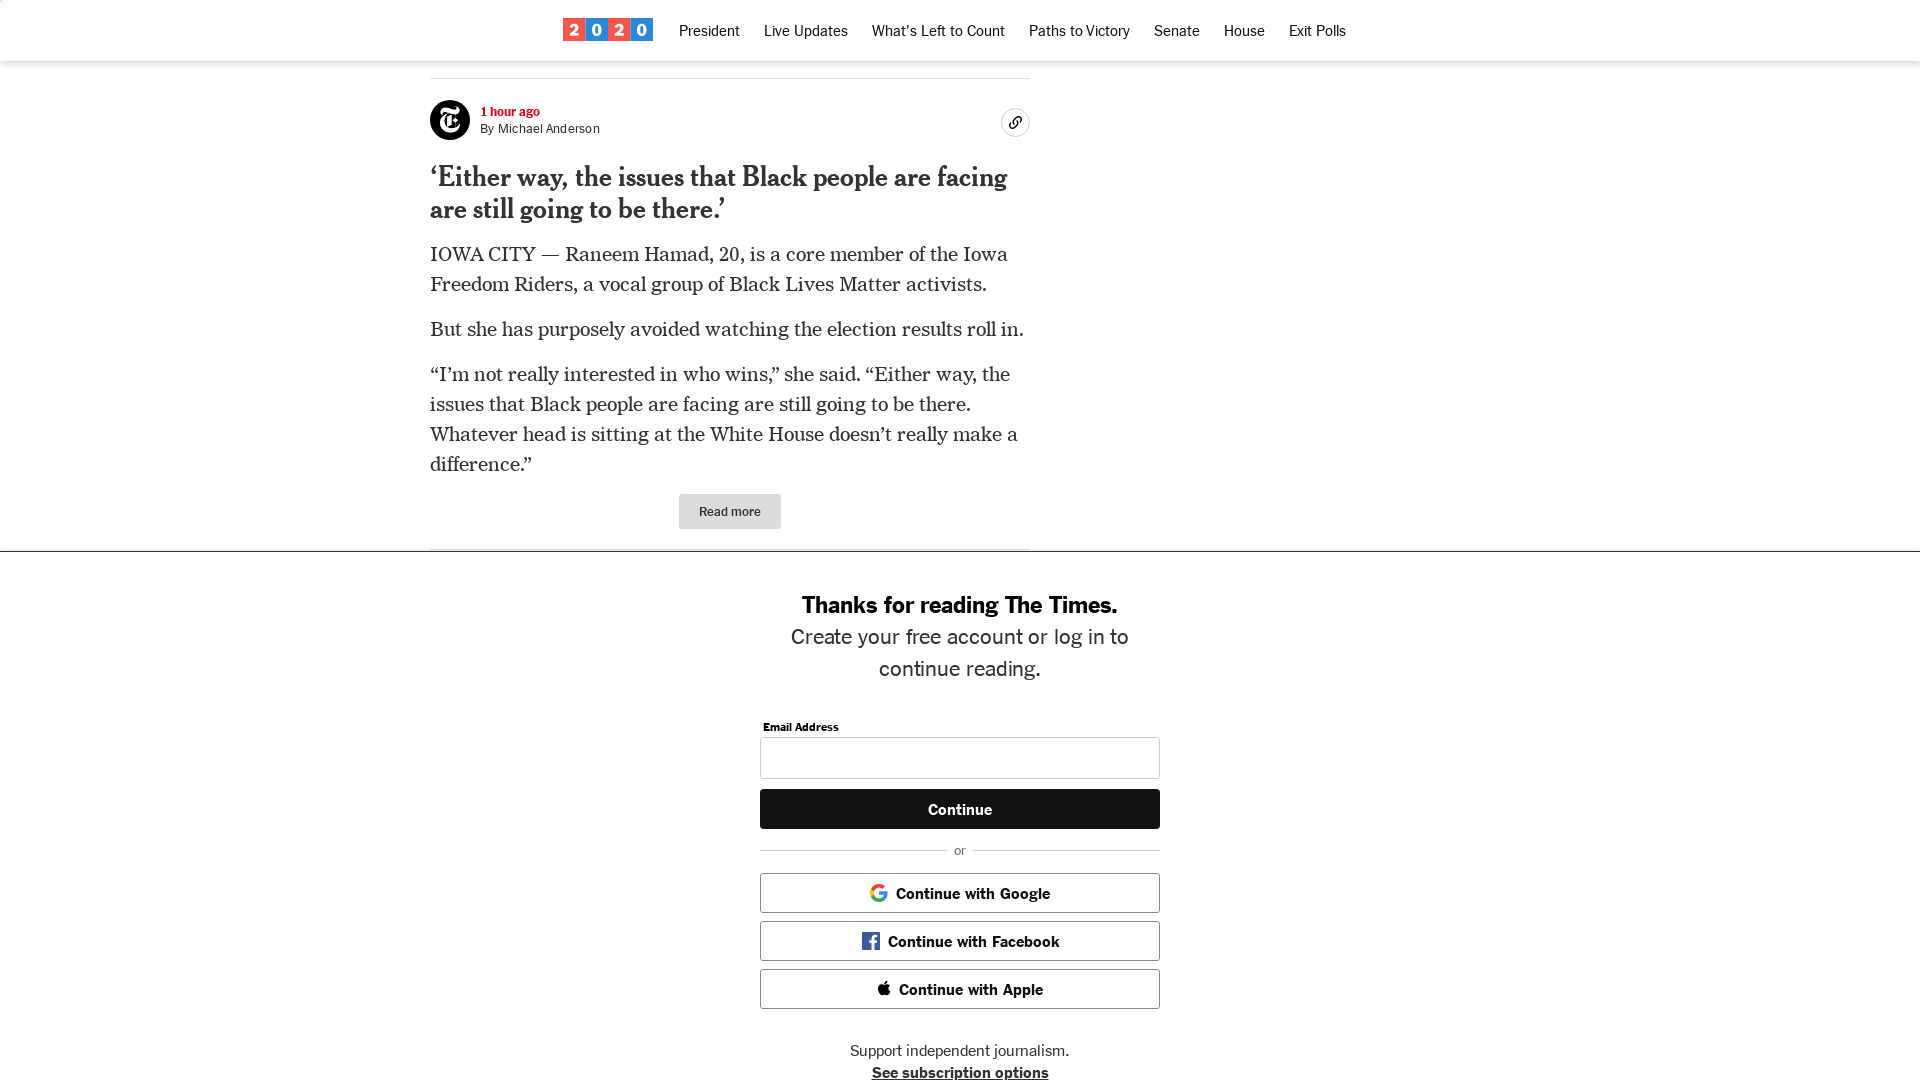 2020 President Live Updates What's Left to Count Paths to Victory Senate House Exit Polls
T
1 hour ago
By Michael Anderson
‘Either way, the issues that Black people are facing
are still going to be there.’
IOWA CITY — Raneem Hamad, 20, is a core member of the Iowa
Freedom Riders, a vocal group of Black Lives Matter activists.
But she has purposely avoided watching the election results roll in.
“I’m not really interested in who wins,” she said. “Either way, the
issues that Black people are facing are still going to be there.
Whatever head is sitting at the White House doesn’t really make a
difference.”
Read more
Thanks for reading The Times.
Create your free account or log in to
continue reading.
Email Address
Continue
or
Continue with Google
Continue with Facebook
Continue with Apple
Support independent journalism.
See subscription options